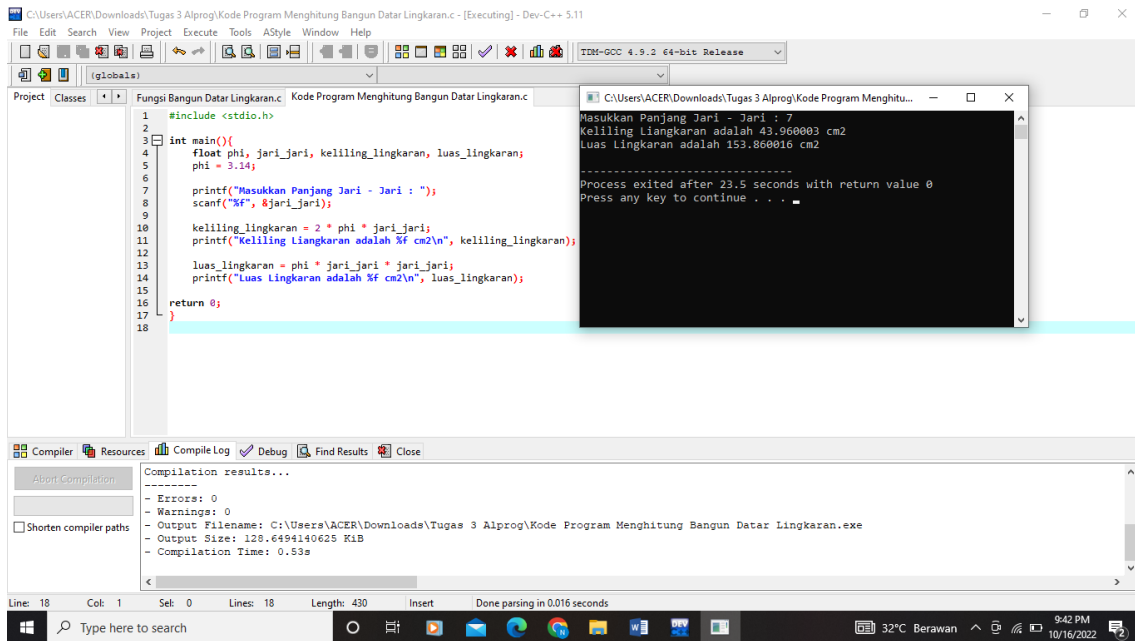 C:\Users\ACER\Downloads\Tugas 3 Alprog\Kode Program Menghitung Bangun Datar Lingkaran.c - [Executing] - Dev-C++ 5.11
File Edit Search View Project Execute Tools AStyle Window Help
TDM-GCC 4.9.2 64-bit Release
(globals)
Project Classes Fungsi Bangun Datar Lingkaran.c Kode Program Menghitung Bangun Datar Lingkaran.c
1 #include <stdio.h>
2
3 int main(){
4 float phi, jari_jari, keliling_lingkaran, luas_lingkaran;
5 phi = 3.14;
6
7 printf("Masukkan Panjang Jari - Jari : ");
8 scanf("%f", &jari_jari);
9
10 keliling_lingkaran = 2 * phi * jari_jari;
11 printf("Keliling Liangkaran adalah %f cm2\n", keliling_lingkaran);
12
13 luas_lingkaran = phi * jari_jari * jari_jari;
14 printf("Luas Lingkaran adalah %f cm2\n", luas_lingkaran);
15
16 return 0;
17 }
18
C:\Users\ACER\Downloads\Tugas 3 Alprog\Kode Program Menghitu...
Masukkan Panjang Jari - Jari : 7
Keliling Liangkaran adalah 43.960003 cm2
Luas Lingkaran adalah 153.860016 cm2
--------------------------------
Process exited after 23.5 seconds with return value 0
Press any key to continue . . .
Compiler Resources Compile Log Debug Find Results Close
Abort Compilation
Shorten compiler paths
Compilation results...
--------
- Errors: 0
- Warnings: 0
- Output Filename: C:\Users\ACER\Downloads\Tugas 3 Alprog\Kode Program Menghitung Bangun Datar Lingkaran.exe
- Output Size: 128.6494140625 KiB
- Compilation Time: 0.53s
Line: 18 Col: 1 Sel: 0 Lines: 18 Length: 430 Insert Done parsing in 0.016 seconds
Type here to search
DEV
32°C Berawan
9:42 PM
10/16/2022
2